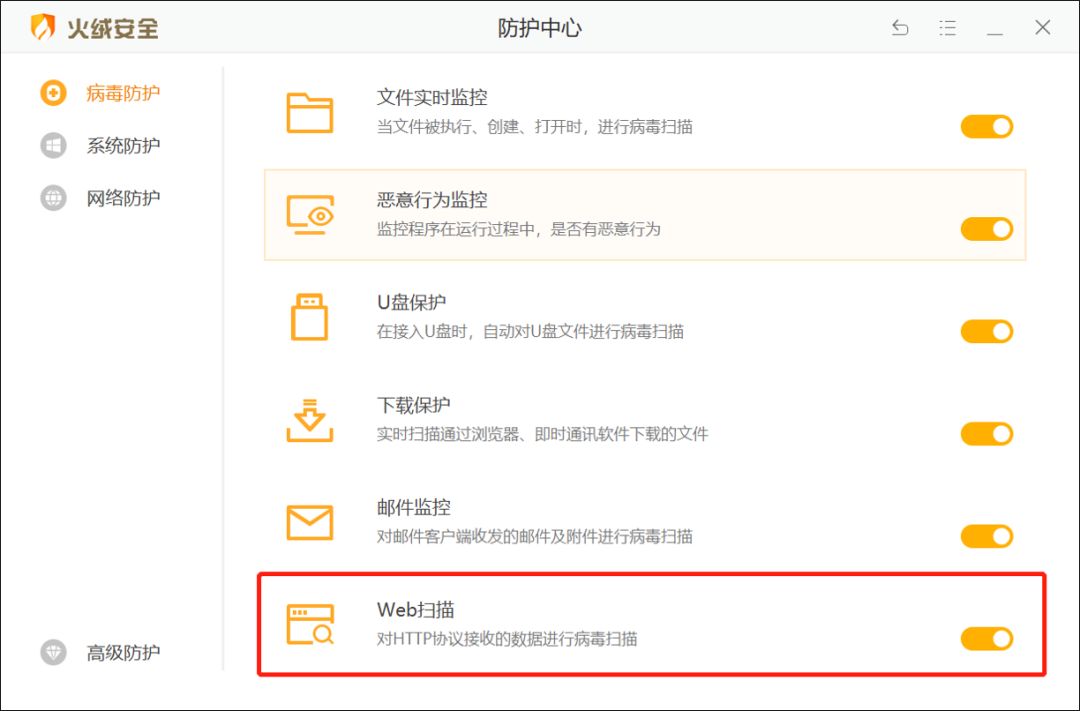 火绒安全
防护中心
病毒防护
系统防护
网络防护
高级防护
文件实时监控
当文件被执行、创建、打开时，进行病毒扫描
恶意行为监控
监控程序在运行过程中，是否有恶意行为
U盘保护
在接入U盘时，自动对U盘文件进行病毒扫描
下载保护
实时扫描通过浏览器、即时通讯软件下载的文件
邮件监控
对邮件客户端收发的邮件及附件进行病毒扫描
Web扫描
对HTTP协议接收的数据进行病毒扫描